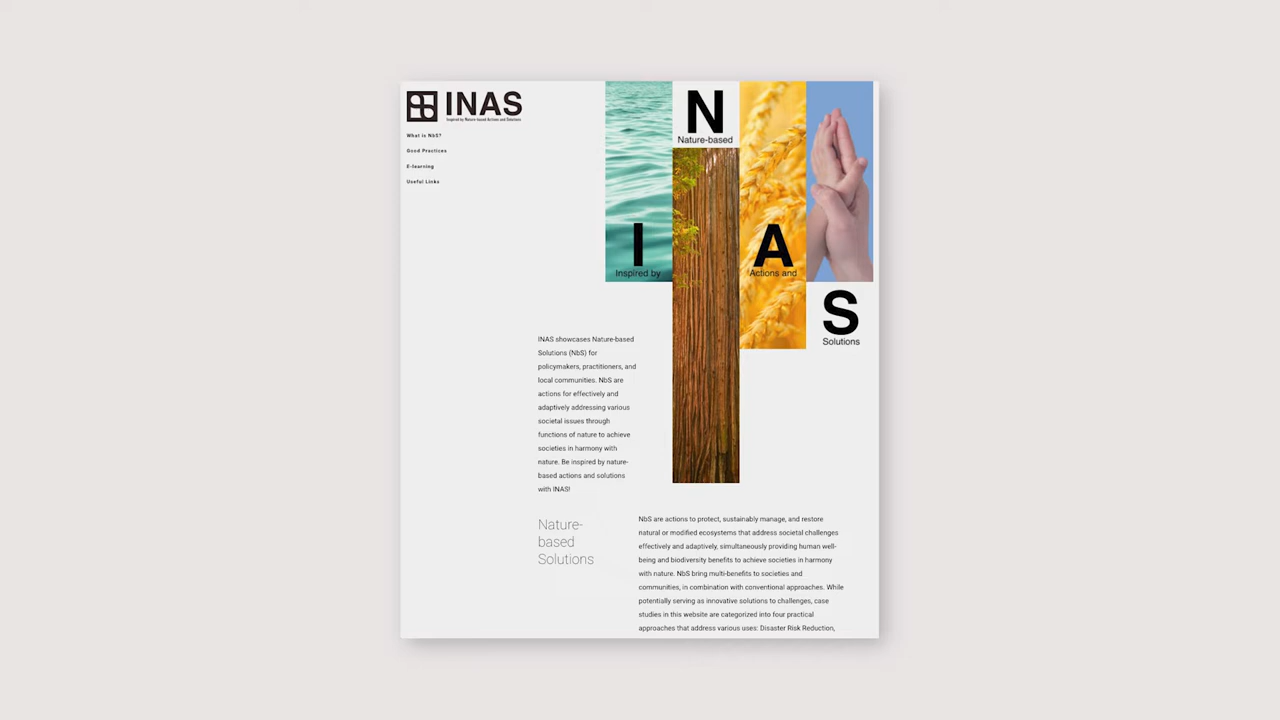 INAS
Inspired by Nature-based Actions and Solutions
What is NbS?
Good Practices
E-learning
Useful Links
N
Nature-based
I
Inspired by
A
Actions and
S
Solutions
INAS showcases Nature-based
Solutions (NbS) for
policymakers, practitioners, and
local communities. NbS are
actions for effectively and
adaptively addressing various
societal issues through
functions of nature to achieve
societies in harmony with
nature. Be inspired by nature-
based actions and solutions
with INAS!
Nature-
based
Solutions
NbS are actions to protect, sustainably manage, and restore
natural or modified ecosystems that address societal challenges
effectively and adaptively, simultaneously providing human well-
being and biodiversity benefits to achieve societies in harmony
with nature. NbS bring multi-benefits to societies and
communities, in combination with conventional approaches. While
potentially serving as innovative solutions to challenges, case
studies in this website are categorized into four practical
approaches that address various uses: Disaster Risk Reduction,